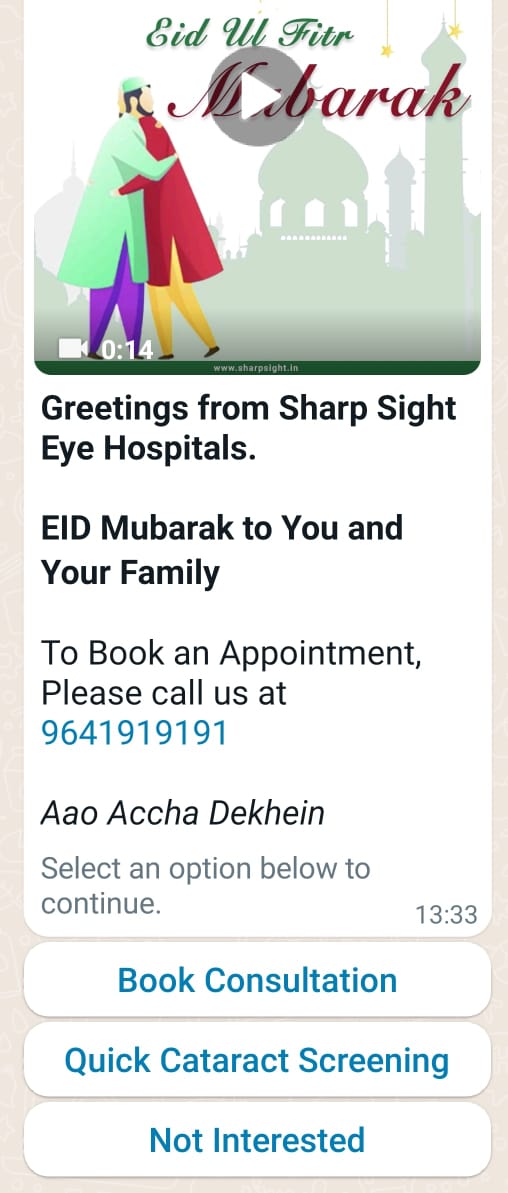 Eid Ul Fitr
Mubarak
0:14
www.sharpsight.in
Greetings from Sharp Sight
Eye Hospitals.
EID Mubarak to You and
Your Family
To Book an Appointment,
Please call us at
9641919191
Aao Accha Dekhein
Select an option below to
continue.
13:33
Book Consultation
Quick Cataract Screening
Not Interested